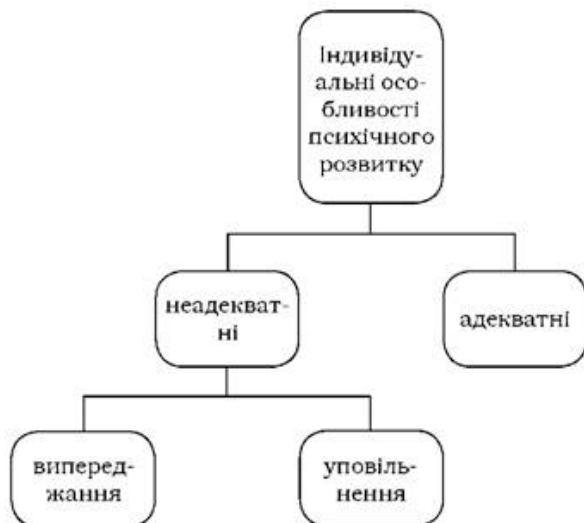 Індивіду-
альні осо-
бливості
психічного
розвитку
неадекват-
ні
адекватні
виперед-
жання
уповіль-
нення